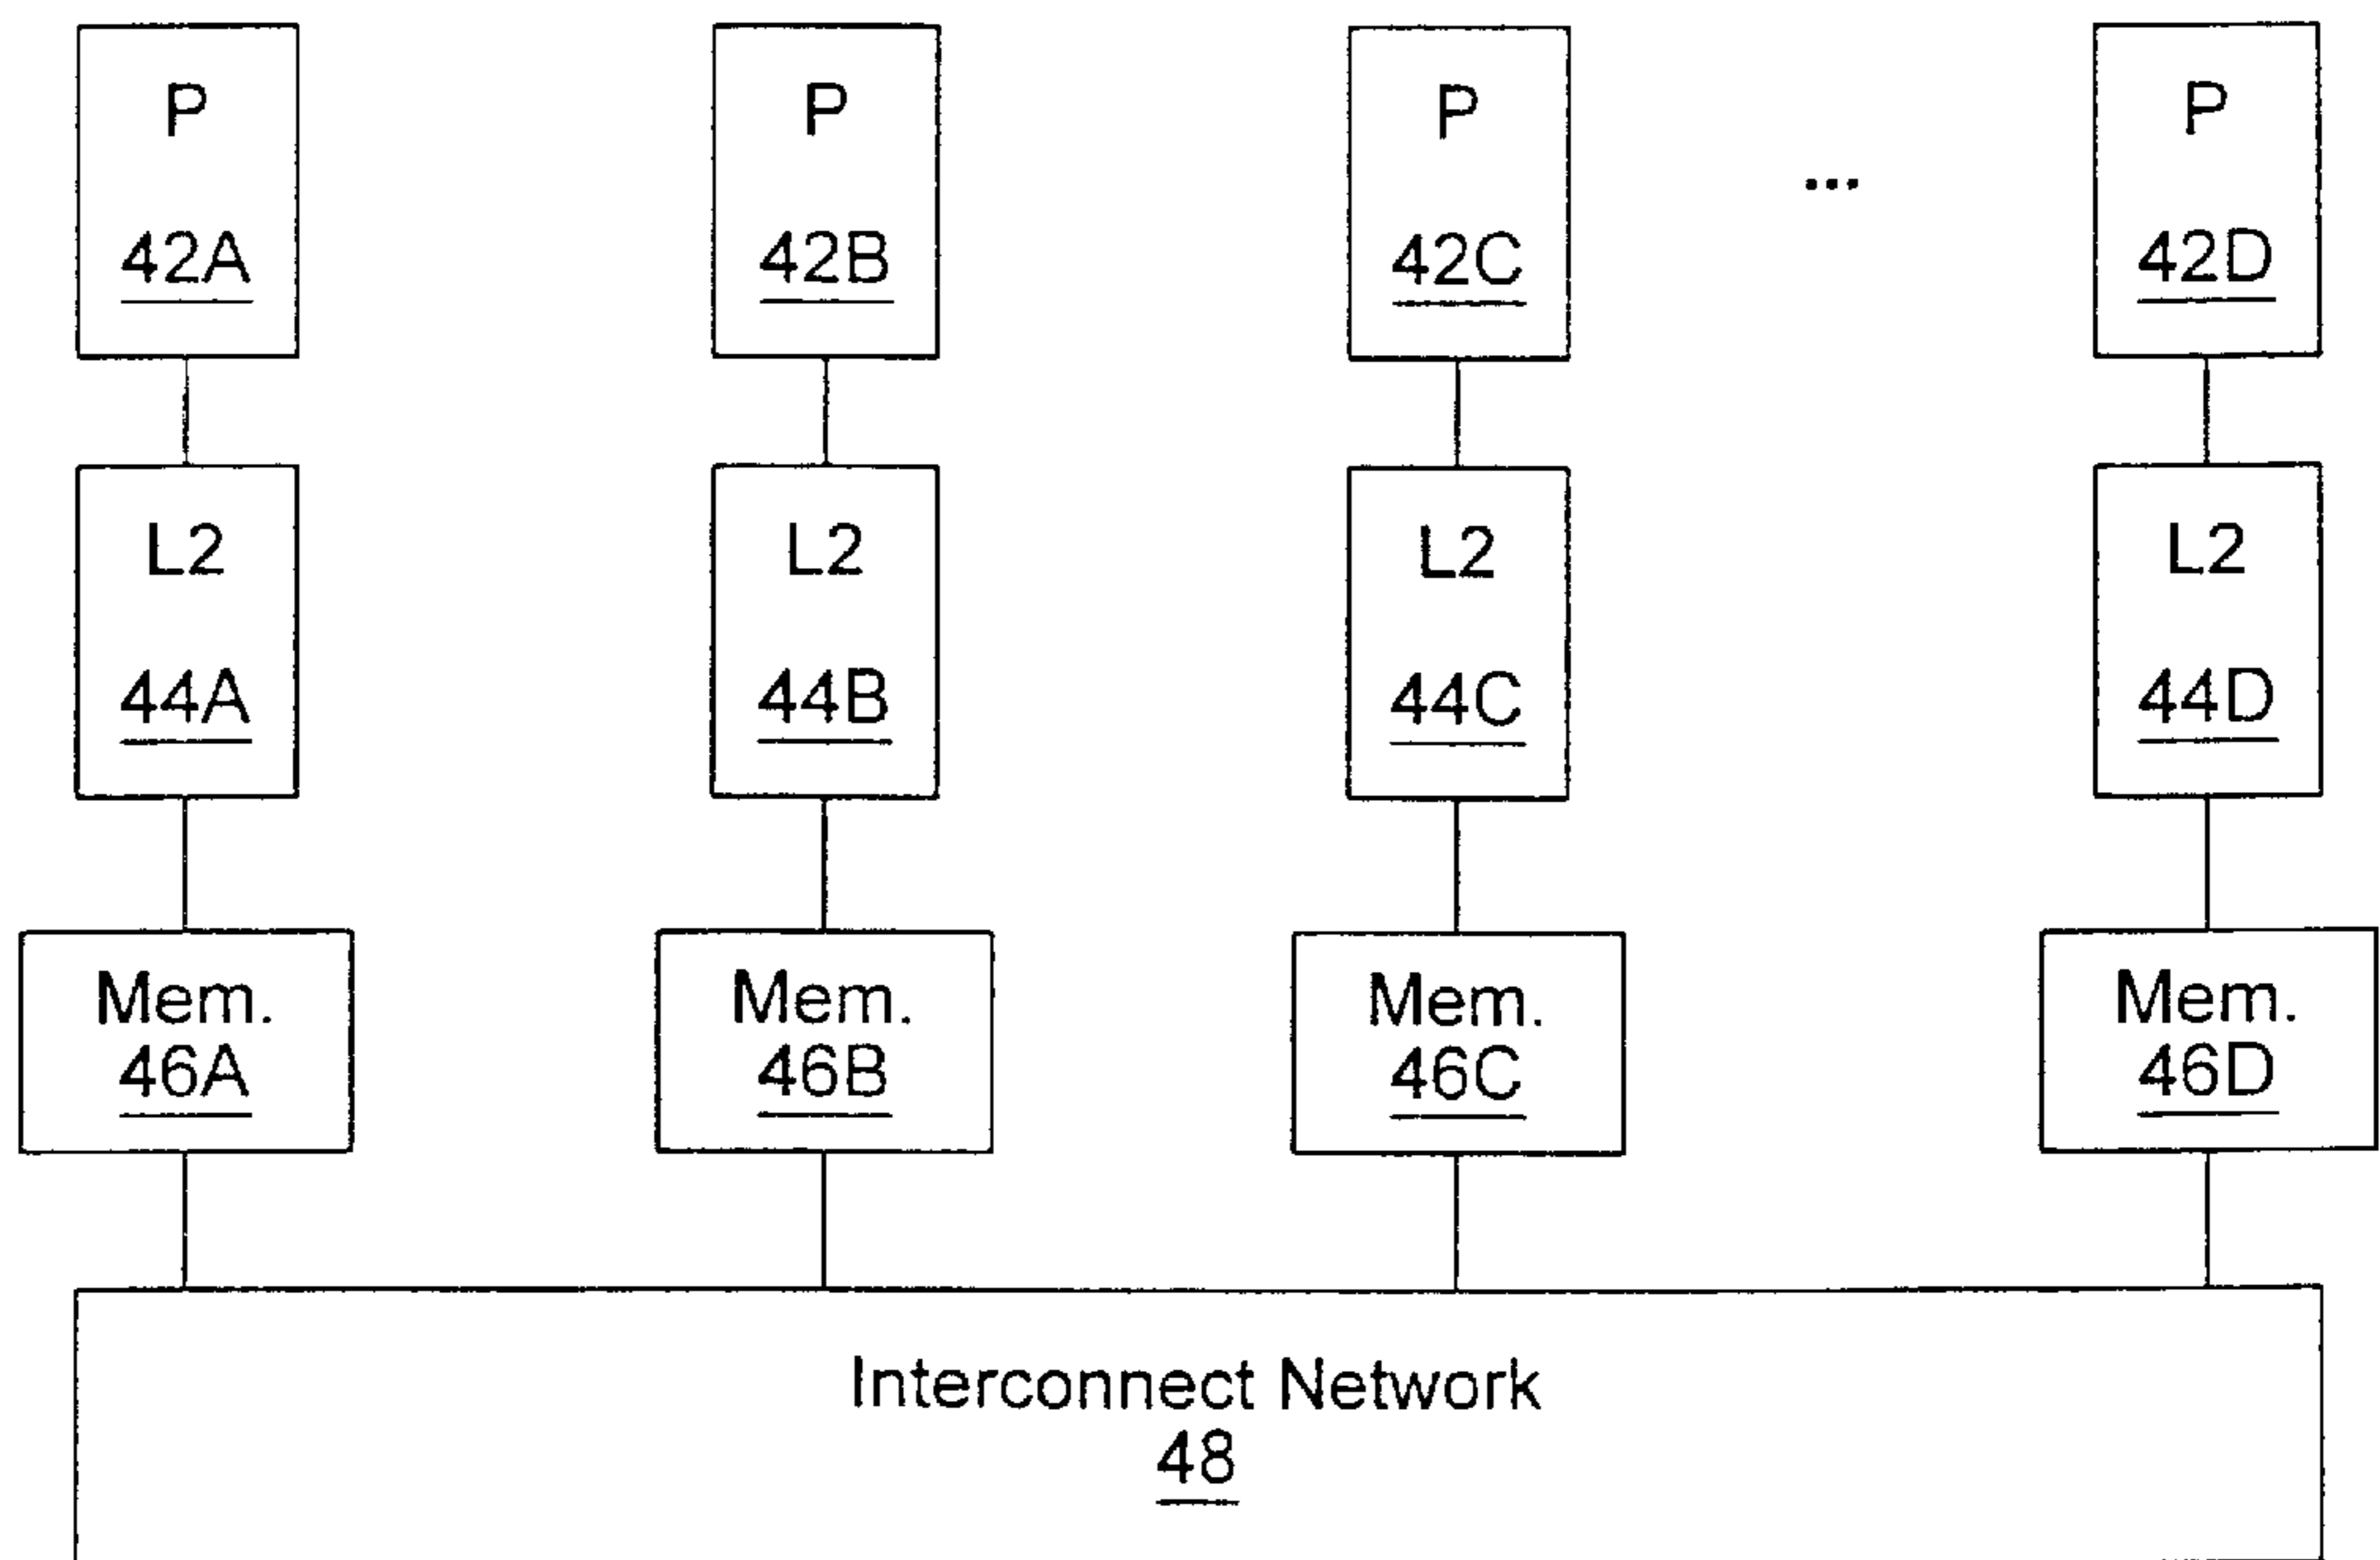 P P P ... P
42A 42B 42C 42D
L2 L2 L2 L2
44A 44B 44C 44D
Mem. Mem. Mem. Mem.
46A 46B 46C 46D
Interconnect Network
48